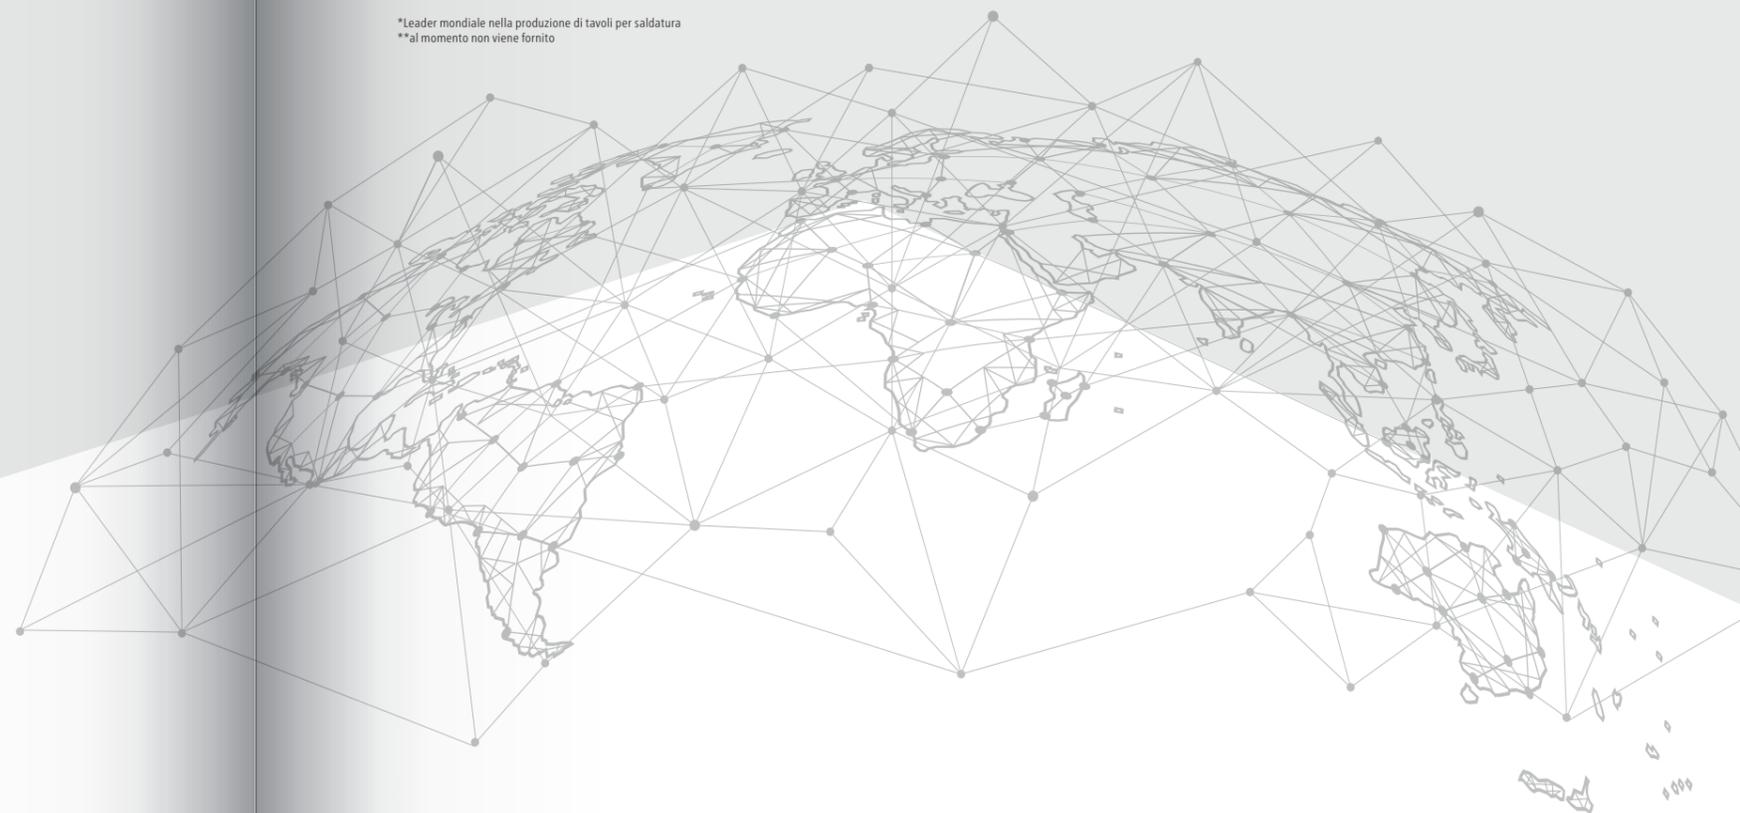 *Leader mondiale nella produzione di tavoli per saldatura
**al momento non viene fornito